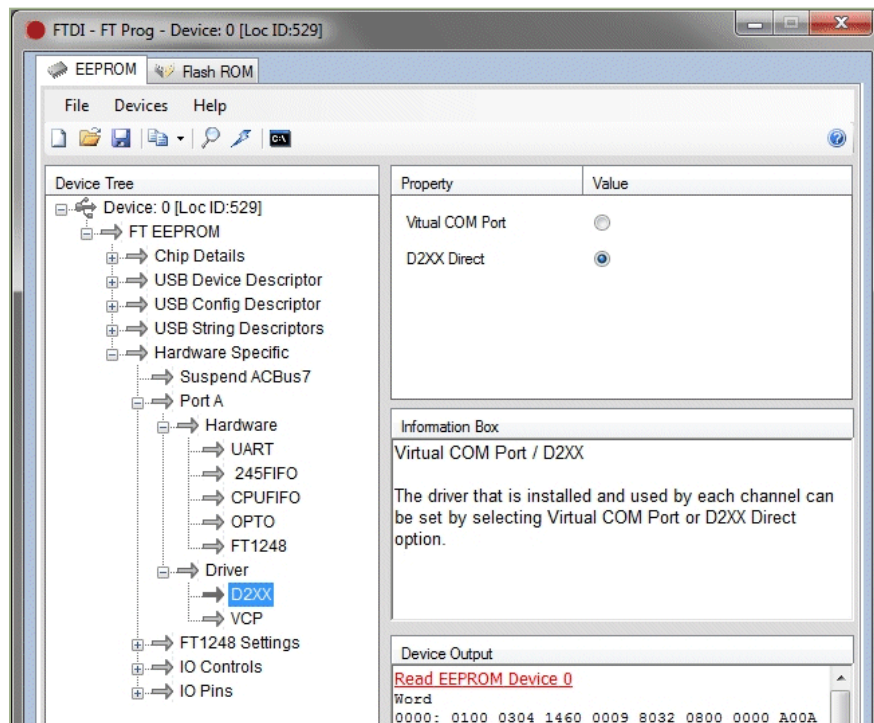 FTDI - FT Prog - Device: 0 [Loc ID:529]
EEPROM
Flash ROM
File Devices Help
C:\
Device Tree
Device: 0 [Loc ID:529]
FT EEPROM
Chip Details
USB Device Descriptor
USB Config Descriptor
USB String Descriptors
Hardware Specific
Suspend ACBus7
Port A
Hardware
UART
245FIFO
CPUFIFO
OPTO
FT1248
Driver
D2XX
VCP
FT1248 Settings
IO Controls
IO Pins
Property Value
Vitual COM Port
D2XX Direct
Information Box
Virtual COM Port / D2XX
The driver that is installed and used by each channel can
be set by selecting Virtual COM Port or D2XX Direct
option.
Device Output
Read EEPROM Device 0
Word
0000: 0100 0304 1460 0009 8032 0800 0000 A00A